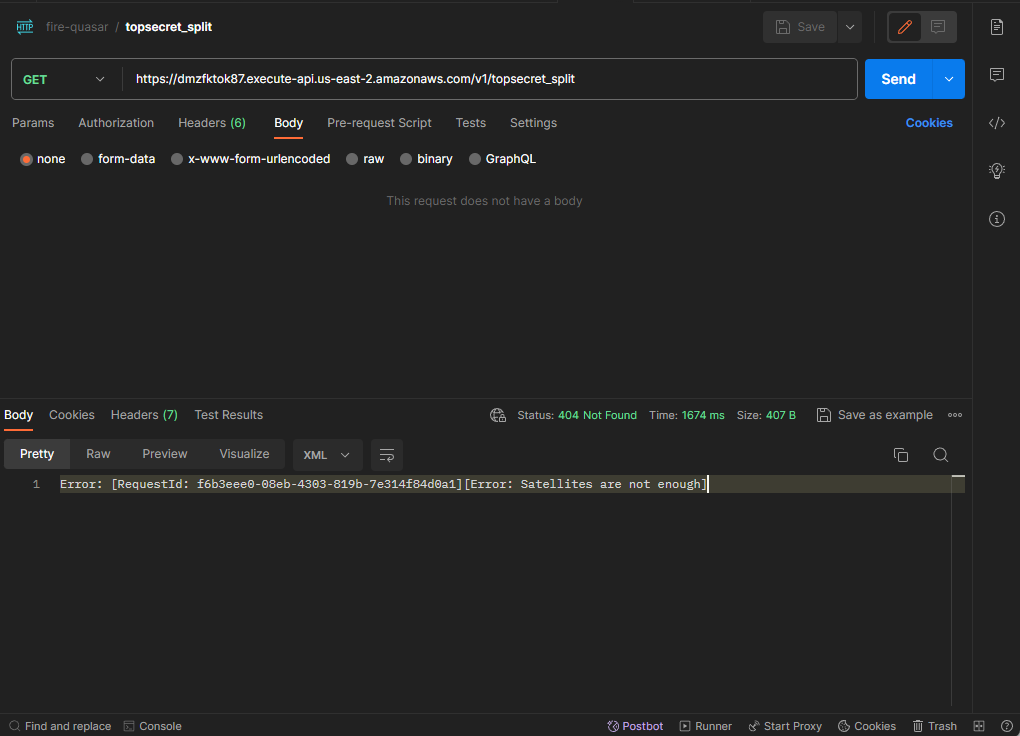 HTTP fire-quasar / topsecret_split Save
GET https://dmzfktok87.execute-api.us-east-2.amazonaws.com/v1/topsecret_split Send
Params Authorization Headers (6) Body Pre-request Script Tests Settings Cookies
none form-data x-www-form-urlencoded raw binary GraphQL
This request does not have a body
Body Cookies Headers (7) Test Results Status: 404 Not Found Time: 1674 ms Size: 407 B Save as example
Pretty Raw Preview Visualize XML
1 Error: [RequestId: f6b3eee0-08eb-4303-819b-7e314f84d0a1][Error: Satellites are not enough]
Find and replace Console Postbot Runner Start Proxy Cookies Trash